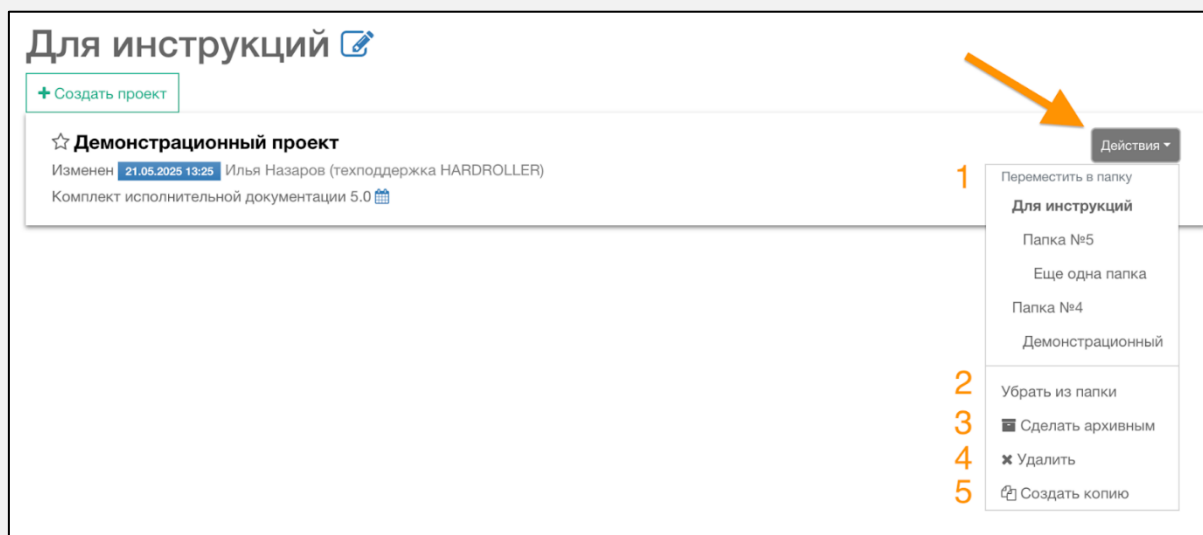 Для инструкций
Создать проект
Демонстрационный проект
Действия
Изменен 21.05.2025 13:25 Илья Назаров (техподдержка HARDROLLER)
Комплект исполнительной документации 5.0
1 Переместить в папку
Для инструкций
Папка №5
Еще одна папка
Папка №4
Демонстрационный
2 Убрать из папки
3 Сделать архивным
4 Удалить
5 Создать копию